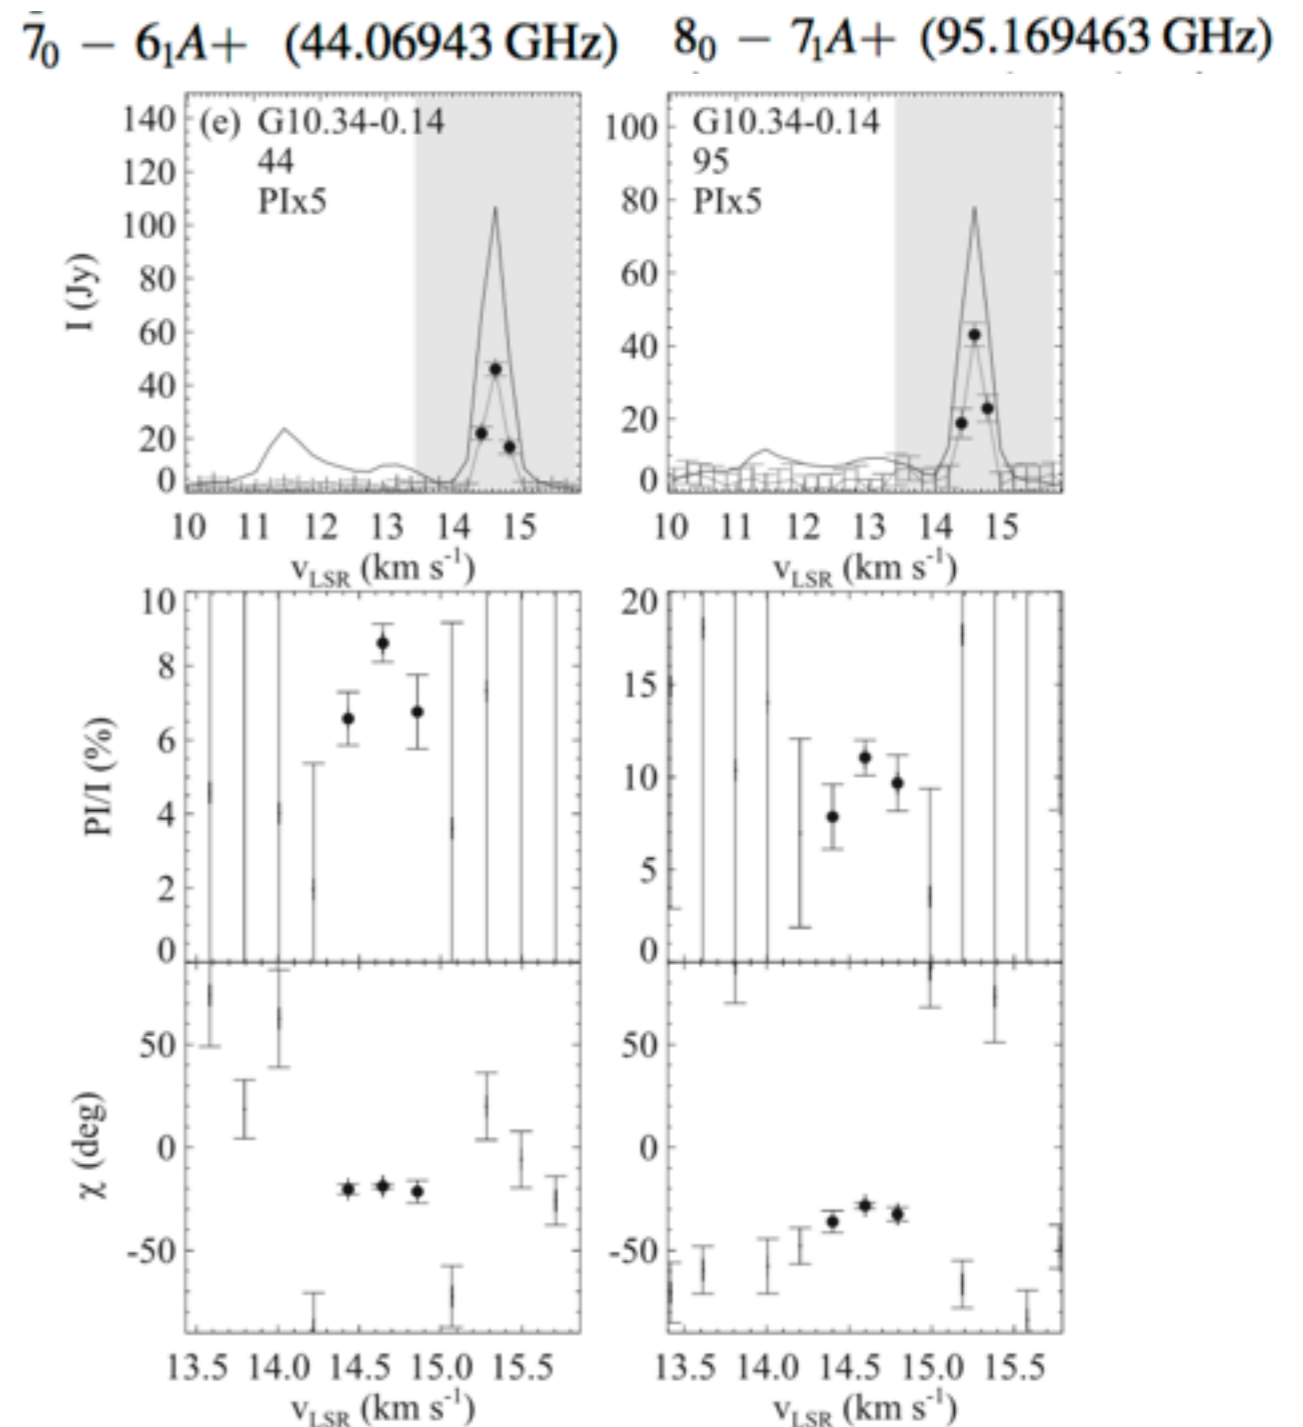 7₀ − 6₁A+ (44.06943 GHz)
8₀ − 7₁A+ (95.169463 GHz)
(e) G10.34-0.14
44
PIx5
I (Jy)
140
120
100
80
60
40
20
0
10 11 12 13 14 15
v_LSR (km s⁻¹)
G10.34-0.14
95
PIx5
100
80
60
40
20
0
10 11 12 13 14 15
v_LSR (km s⁻¹)
PI/I (%)
10
8
6
4
2
0
20
15
10
5
0
χ (deg)
50
0
-50
13.5 14.0 14.5 15.0 15.5
v_LSR (km s⁻¹)
50
0
-50
13.5 14.0 14.5 15.0 15.5
v_LSR (km s⁻¹)